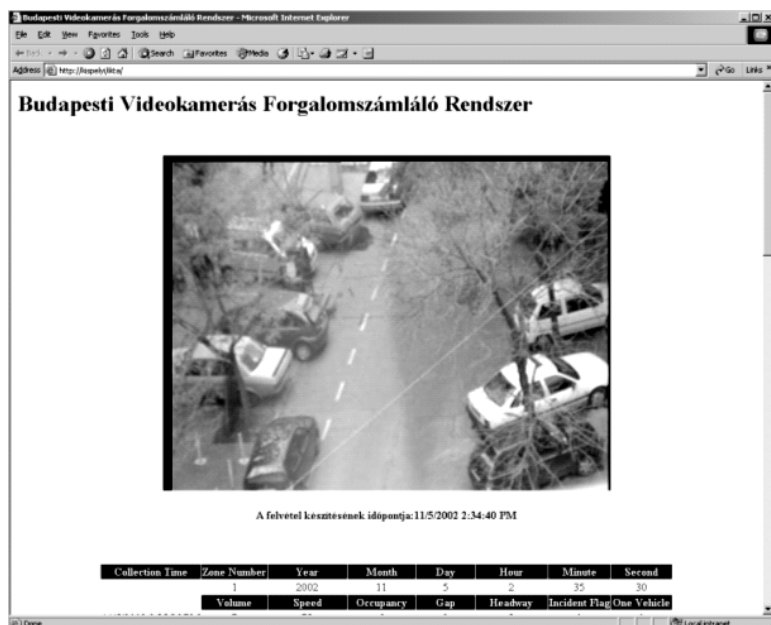 Budapesti Videokamerás Forgalomszámláló Rendszer - Microsoft Internet Explorer
File Edit View Favorites Tools Help
Back Search Favorites Media
Address Go Links
Budapesti Videokamerás Forgalomszámláló Rendszer
A felvétel készítésének időpontja:11/5/2002 2:34:40 PM
Collection Time Zone Number Year Month Day Hour Minute Second
1 2002 11 5 2 35 30
Volume Speed Occupancy Gap Headway Incident Flag One Vehicle
Done Local intranet